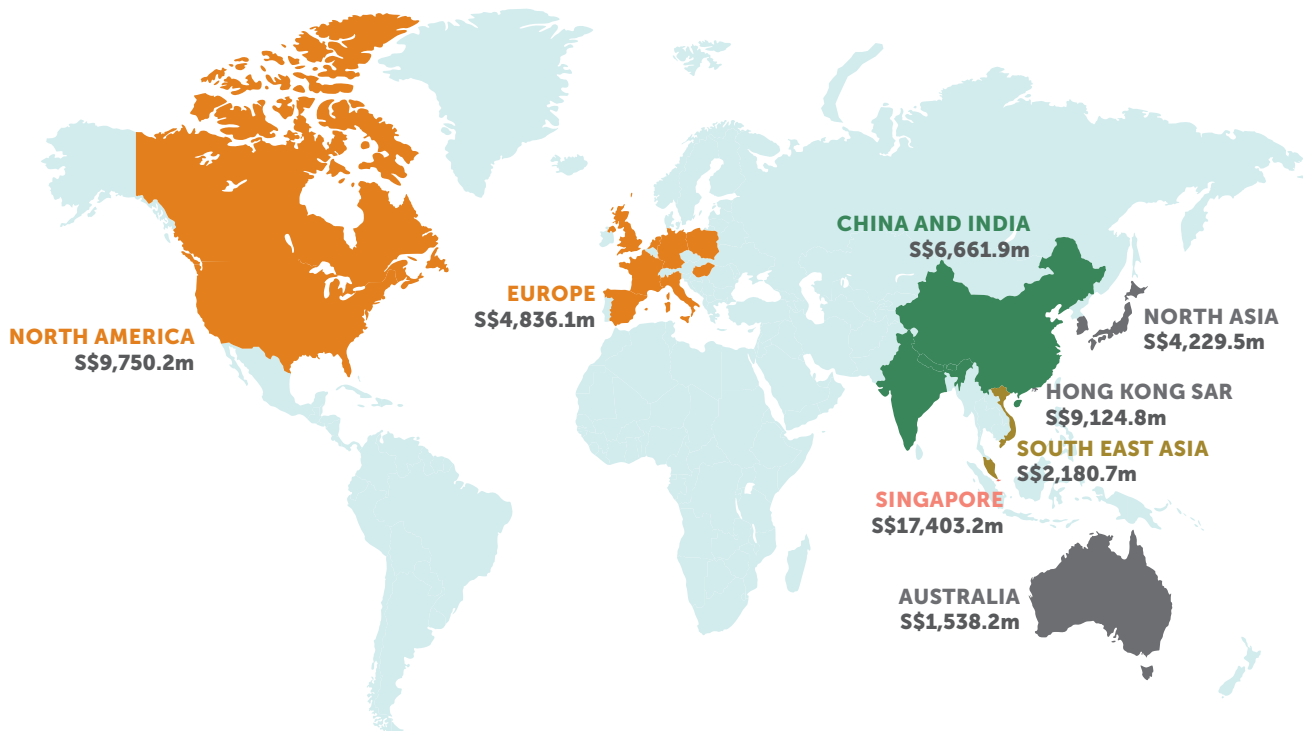 CHINA AND INDIA
S$6,661.9m
EUROPE
S$4,836.1m
NORTH AMERICA
S$9,750.2m
NORTH ASIA
S$4,229.5m
HONG KONG SAR
S$9,124.8m
SOUTH EAST ASIA
S$2,180.7m
SINGAPORE
S$17,403.2m
AUSTRALIA
S$1,538.2m